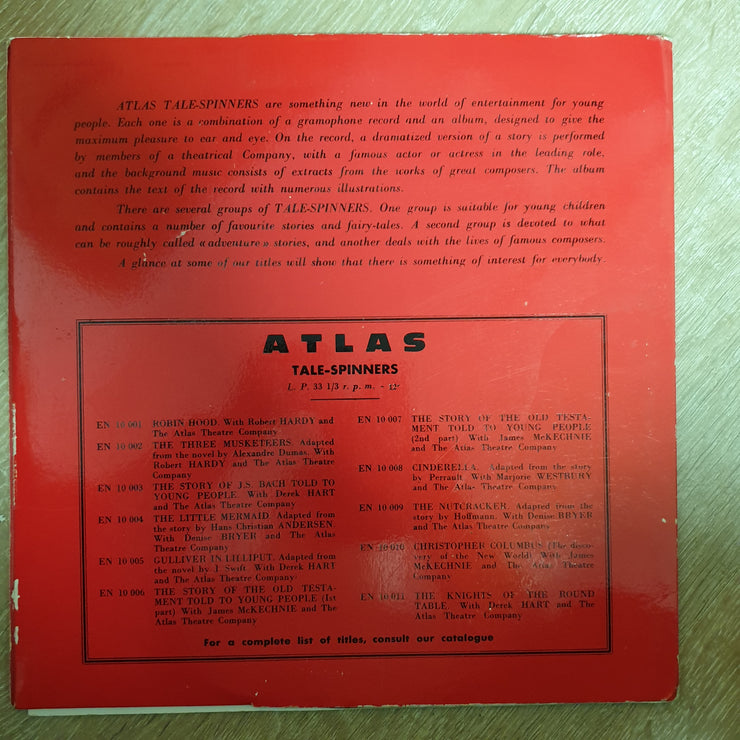 ATLAS TALE-SPINNERS are something new in the world of entertainment for young
people. Each one is a combination of a gramophone record and an album, designed to give the
maximum pleasure to ear and eye. On the record, a dramatized version of a story is performed
by members of a theatrical Company, with a famous actor or actress in the leading role,
and the background music consists of extracts from the works of great composers. The album
contains the text of the record with numerous illustrations.
There are several groups of TALE-SPINNERS. One group is suitable for young children
and contains a number of favourite stories and fairy-tales. A second group is devoted to what
can be roughly called «adventure» stories, and another deals with the lives of famous composers.
A glance at some of our titles will show that there is something of interest for everybody.
ATLAS
TALE-SPINNERS
L. P. 33 1/3 r. p. m. - 12"
EN 10 001 ROBIN HOOD. With Robert HARDY and
The Atlas Theatre Company
EN 10 002 THE THREE MUSKETEERS. Adapted
from the novel by Alexandre Dumas. With
Robert HARDY and The Atlas Theatre
Company
EN 10 003 THE STORY OF J.S. BACH TOLD TO
YOUNG PEOPLE. With Derek HART
and The Atlas Theatre Company
EN 10 004 THE LITTLE MERMAID. Adapted from
the story by Hans Christian ANDERSEN.
With Denise BRYER and The Atlas
Theatre Company
EN 10 005 GULLIVER IN LILLIPUT. Adapted from
the novel by J. Swift. With Derek HART
and The Atlas Theatre Company
EN 10 006 THE STORY OF THE OLD TESTA-
MENT TOLD TO YOUNG PEOPLE (1st
part) With James McKECHNIE and The
Atlas Theatre Company
EN 10 007 THE STORY OF THE OLD TESTA-
MENT TOLD TO YOUNG PEOPLE
(2nd part) With James McKECHNIE
and The Atlas Theatre Company
EN 10 008 CINDERELLA. Adapted from the story
by Perrault With Marjorie WESTBURY
and The Atlas Theatre Company
EN 10 009 THE NUTCRACKER. Adapted from the
story by Hoffmann. With Denise BRYER
and The Atlas Theatre Company
EN 10 010 CHRISTOPHER COLUMBUS (The disco-
very of the New World) With James
McKECHNIE and The Atlas Theatre
Company
EN 10 011 THE KNIGHTS OF THE ROUND
TABLE. With Derek HART and The
Atlas Theatre Company
For a complete list of titles, consult our catalogue